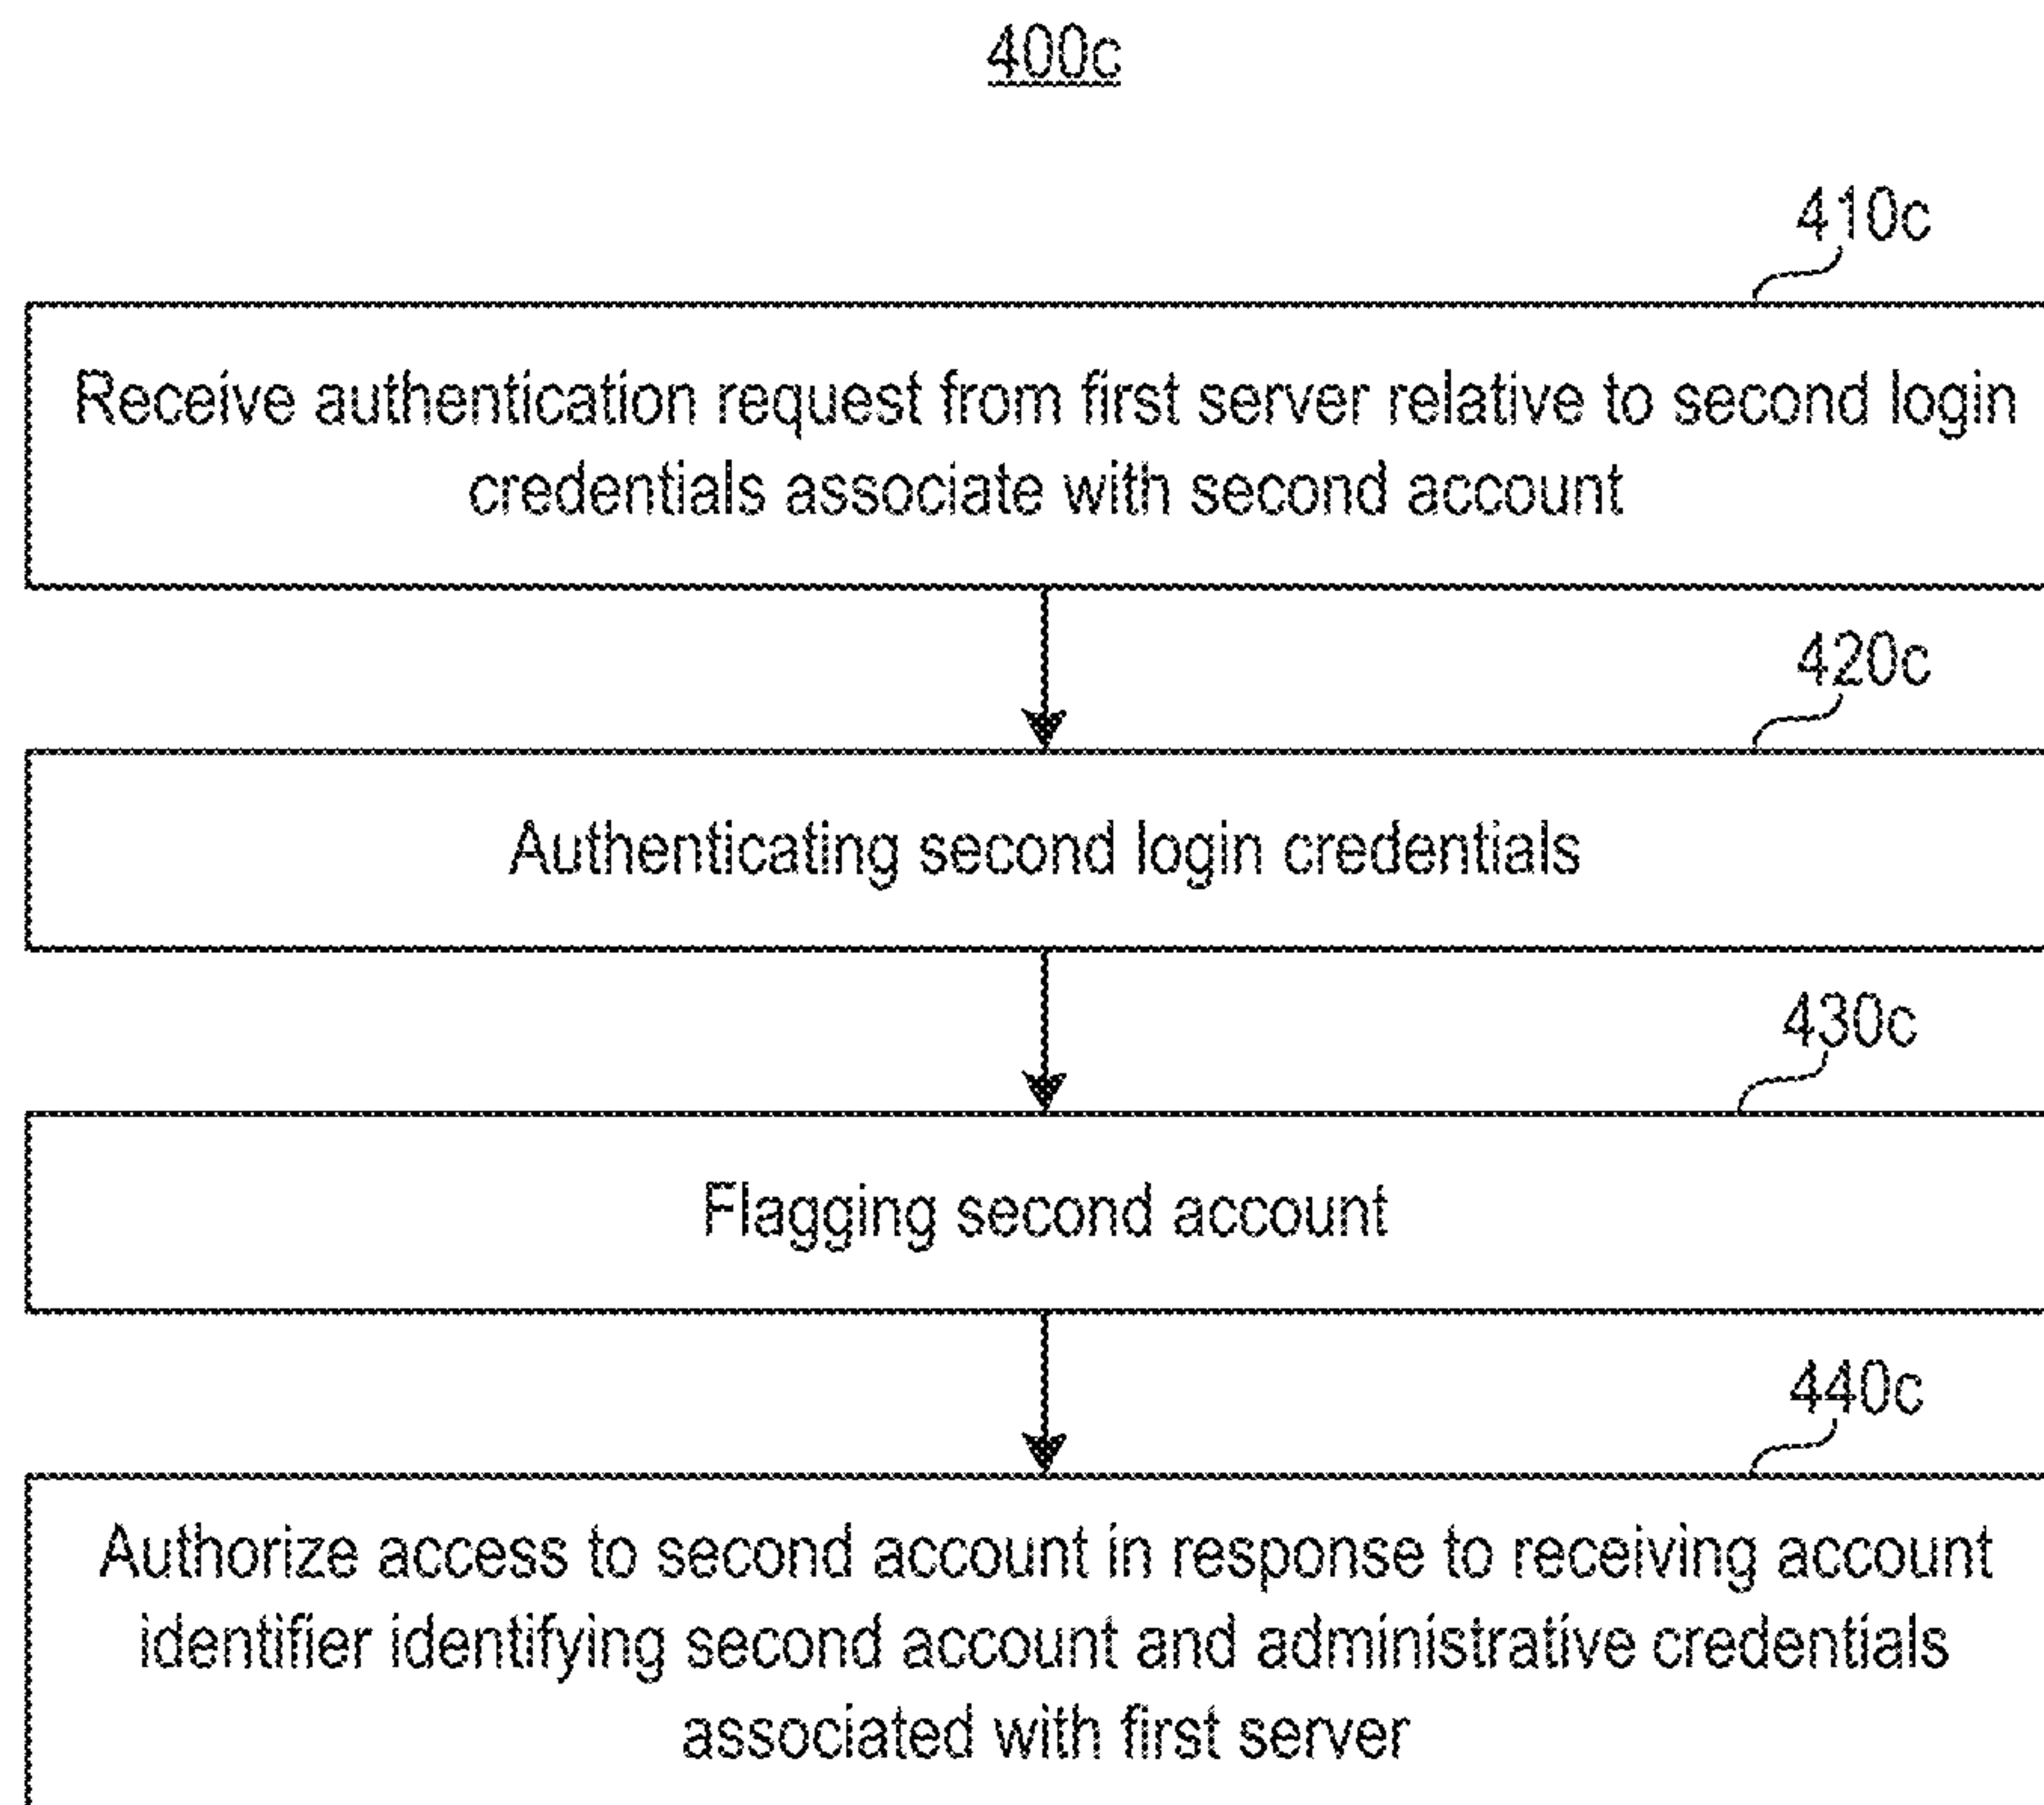 400c
410c
Receive authentication request from first server relative to second login
credentials associate with second account
420c
Authenticating second login credentials
430c
Flagging second account
440c
Authorize access to second account in response to receiving account
identifier identifying second account and administrative credentials
associated with first server